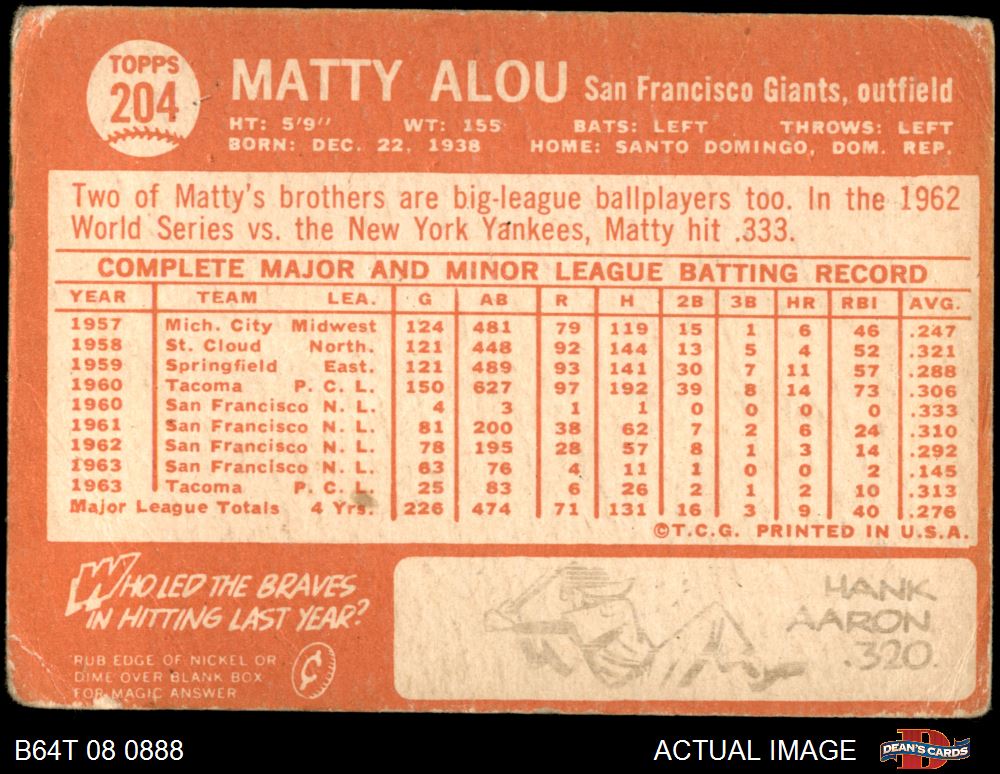 TOPPS
204
MATTY ALOU San Francisco Giants, outfield
HT: 5'9" WT: 155 BATS: LEFT THROWS: LEFT
BORN: DEC. 22, 1938 HOME: SANTO DOMINGO, DOM. REP.
Two of Matty's brothers are big-league ballplayers too. In the 1962
World Series vs. the New York Yankees, Matty hit .333.
COMPLETE MAJOR AND MINOR LEAGUE BATTING RECORD
YEAR TEAM LEA. G AB R H 2B 3B HR RBI AVG.
1957 Mich. City Midwest 124 481 79 119 15 1 6 46 .247
1958 St. Cloud North. 121 448 92 144 13 5 4 52 .321
1959 Springfield East. 121 489 93 141 30 7 11 57 .288
1960 Tacoma P. C. L. 150 627 97 192 39 8 14 73 .306
1960 San Francisco N. L. 4 3 1 1 0 0 0 0 .333
1961 San Francisco N. L. 81 200 38 62 7 2 6 24 .310
1962 San Francisco N. L. 78 195 28 57 8 1 3 14 .292
1963 San Francisco N. L. 63 76 4 11 1 0 0 2 .145
1963 Tacoma P. C. L. 25 83 6 26 2 1 2 10 .313
Major League Totals 4 Yrs. 226 474 71 131 16 3 9 40 .276
©T.C.G. PRINTED IN U.S.A.
WHO LED THE BRAVES
IN HITTING LAST YEAR?
RUB EDGE OF NICKEL OR
DIME OVER BLANK BOX
FOR MAGIC ANSWER
HANK
AARON
.320.
B64T 08 0888 ACTUAL IMAGE DEAN'S CARDS